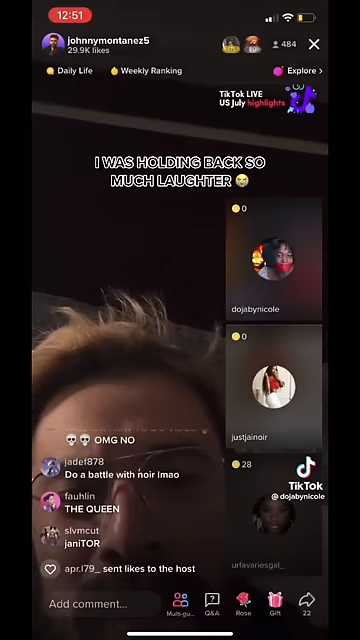 12:51
johnnymontanez5
29.9K likes
484
Daily Life
Weekly Ranking
Explore >
TikTok LIVE
US July highlights
I WAS HOLDING BACK SO
MUCH LAUGHTER 😭
0
dojabynicole
0
justjainoir
28
urfavariesgal_
TikTok
@dojabynicole
💀💀 OMG NO
jadef878
Do a battle with noir lmao
fauhlin
THE QUEEN
slvmcut
janiTOR
apr.l79_ sent likes to the host
Add comment...
Multi-gu...
Q&A
Rose
Gift
22